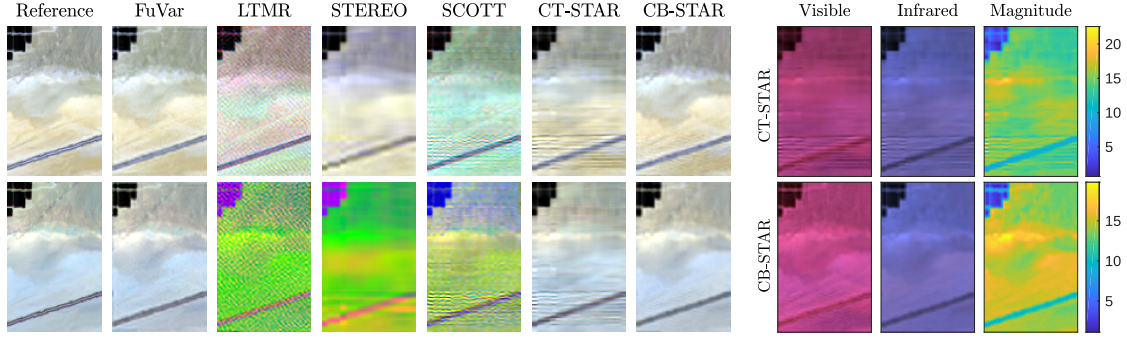 Reference FuVar LTMR STEREO SCOTT CT-STAR CB-STAR Visible Infrared Magnitude
CT-STAR
20
15
10
5
CB-STAR
15
10
5